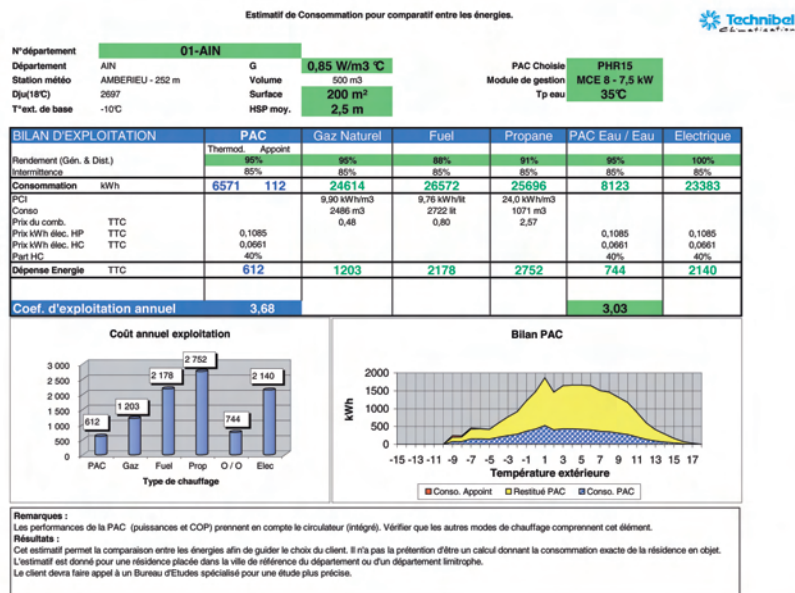 Estimatif de Consommation pour comparatif entre les énergies.
Technibel
Climatisation
N°département 01-AIN
Département AIN G 0,85 W/m3 °C PAC Choisie PHR15
Station météo AMBERIEU - 252 m Volume 500 m3 Module de gestion MCE 8 - 7,5 kW
Dju(18°C) 2697 Surface 200 m² Tp eau 35°C
T°ext. de base -10°C HSP moy. 2,5 m
BILAN D'EXPLOITATION PAC Gaz Naturel Fuel Propane PAC Eau / Eau Electrique
Thermod. Appoint
Rendement (Gén. & Dist.) 95% 95% 88% 91% 95% 100%
Intermittence 85% 85% 85% 85% 85% 85%
Consommation kWh 6571 112 24614 26572 25696 8123 23383
PCI 9,90 kWh/m3 9,76 kWh/lit 24,0 kWh/m3
Conso 2486 m3 2722 lit 1071 m3
Prix du comb. TTC 0,48 0,80 2,57
Prix kWh élec. HP TTC 0,1085 0,1085 0,1085
Prix kWh élec. HC TTC 0,0661 0,0661 0,0661
Part HC 40% 40% 40%
Dépense Energie TTC 612 1203 2178 2752 744 2140
Coef. d'exploitation annuel 3,68 3,03
Coût annuel exploitation
3 000
2 500
2 000
1 500
1 000
500
0
612
1 203
2 178
2 752
744
2 140
PAC Gaz Fuel Prop O / O Elec
Type de chauffage
Bilan PAC
kWh
2000
1500
1000
500
0
-15 -13 -11 -9 -7 -5 -3 -1 1 3 5 7 9 11 13 15 17
Température extérieure
Conso. Appoint Restitué PAC Conso. PAC
Remarques :
Les performances de la PAC (puissances et COP) prennent en compte le circulateur (intégré). Vérifier que les autres modes de chauffage comprennent cet élément.
Résultats :
Cet estimatif permet la comparaison entre les énergies afin de guider le choix du client. Il n'a pas la prétention d'être un calcul donnant la consommation exacte de la résidence en objet.
L'estimatif est donné pour une résidence placée dans la ville de référence du département ou d'un département limitrophe.
Le client devra faire appel à un Bureau d'Etudes spécialisé pour une étude plus précise.